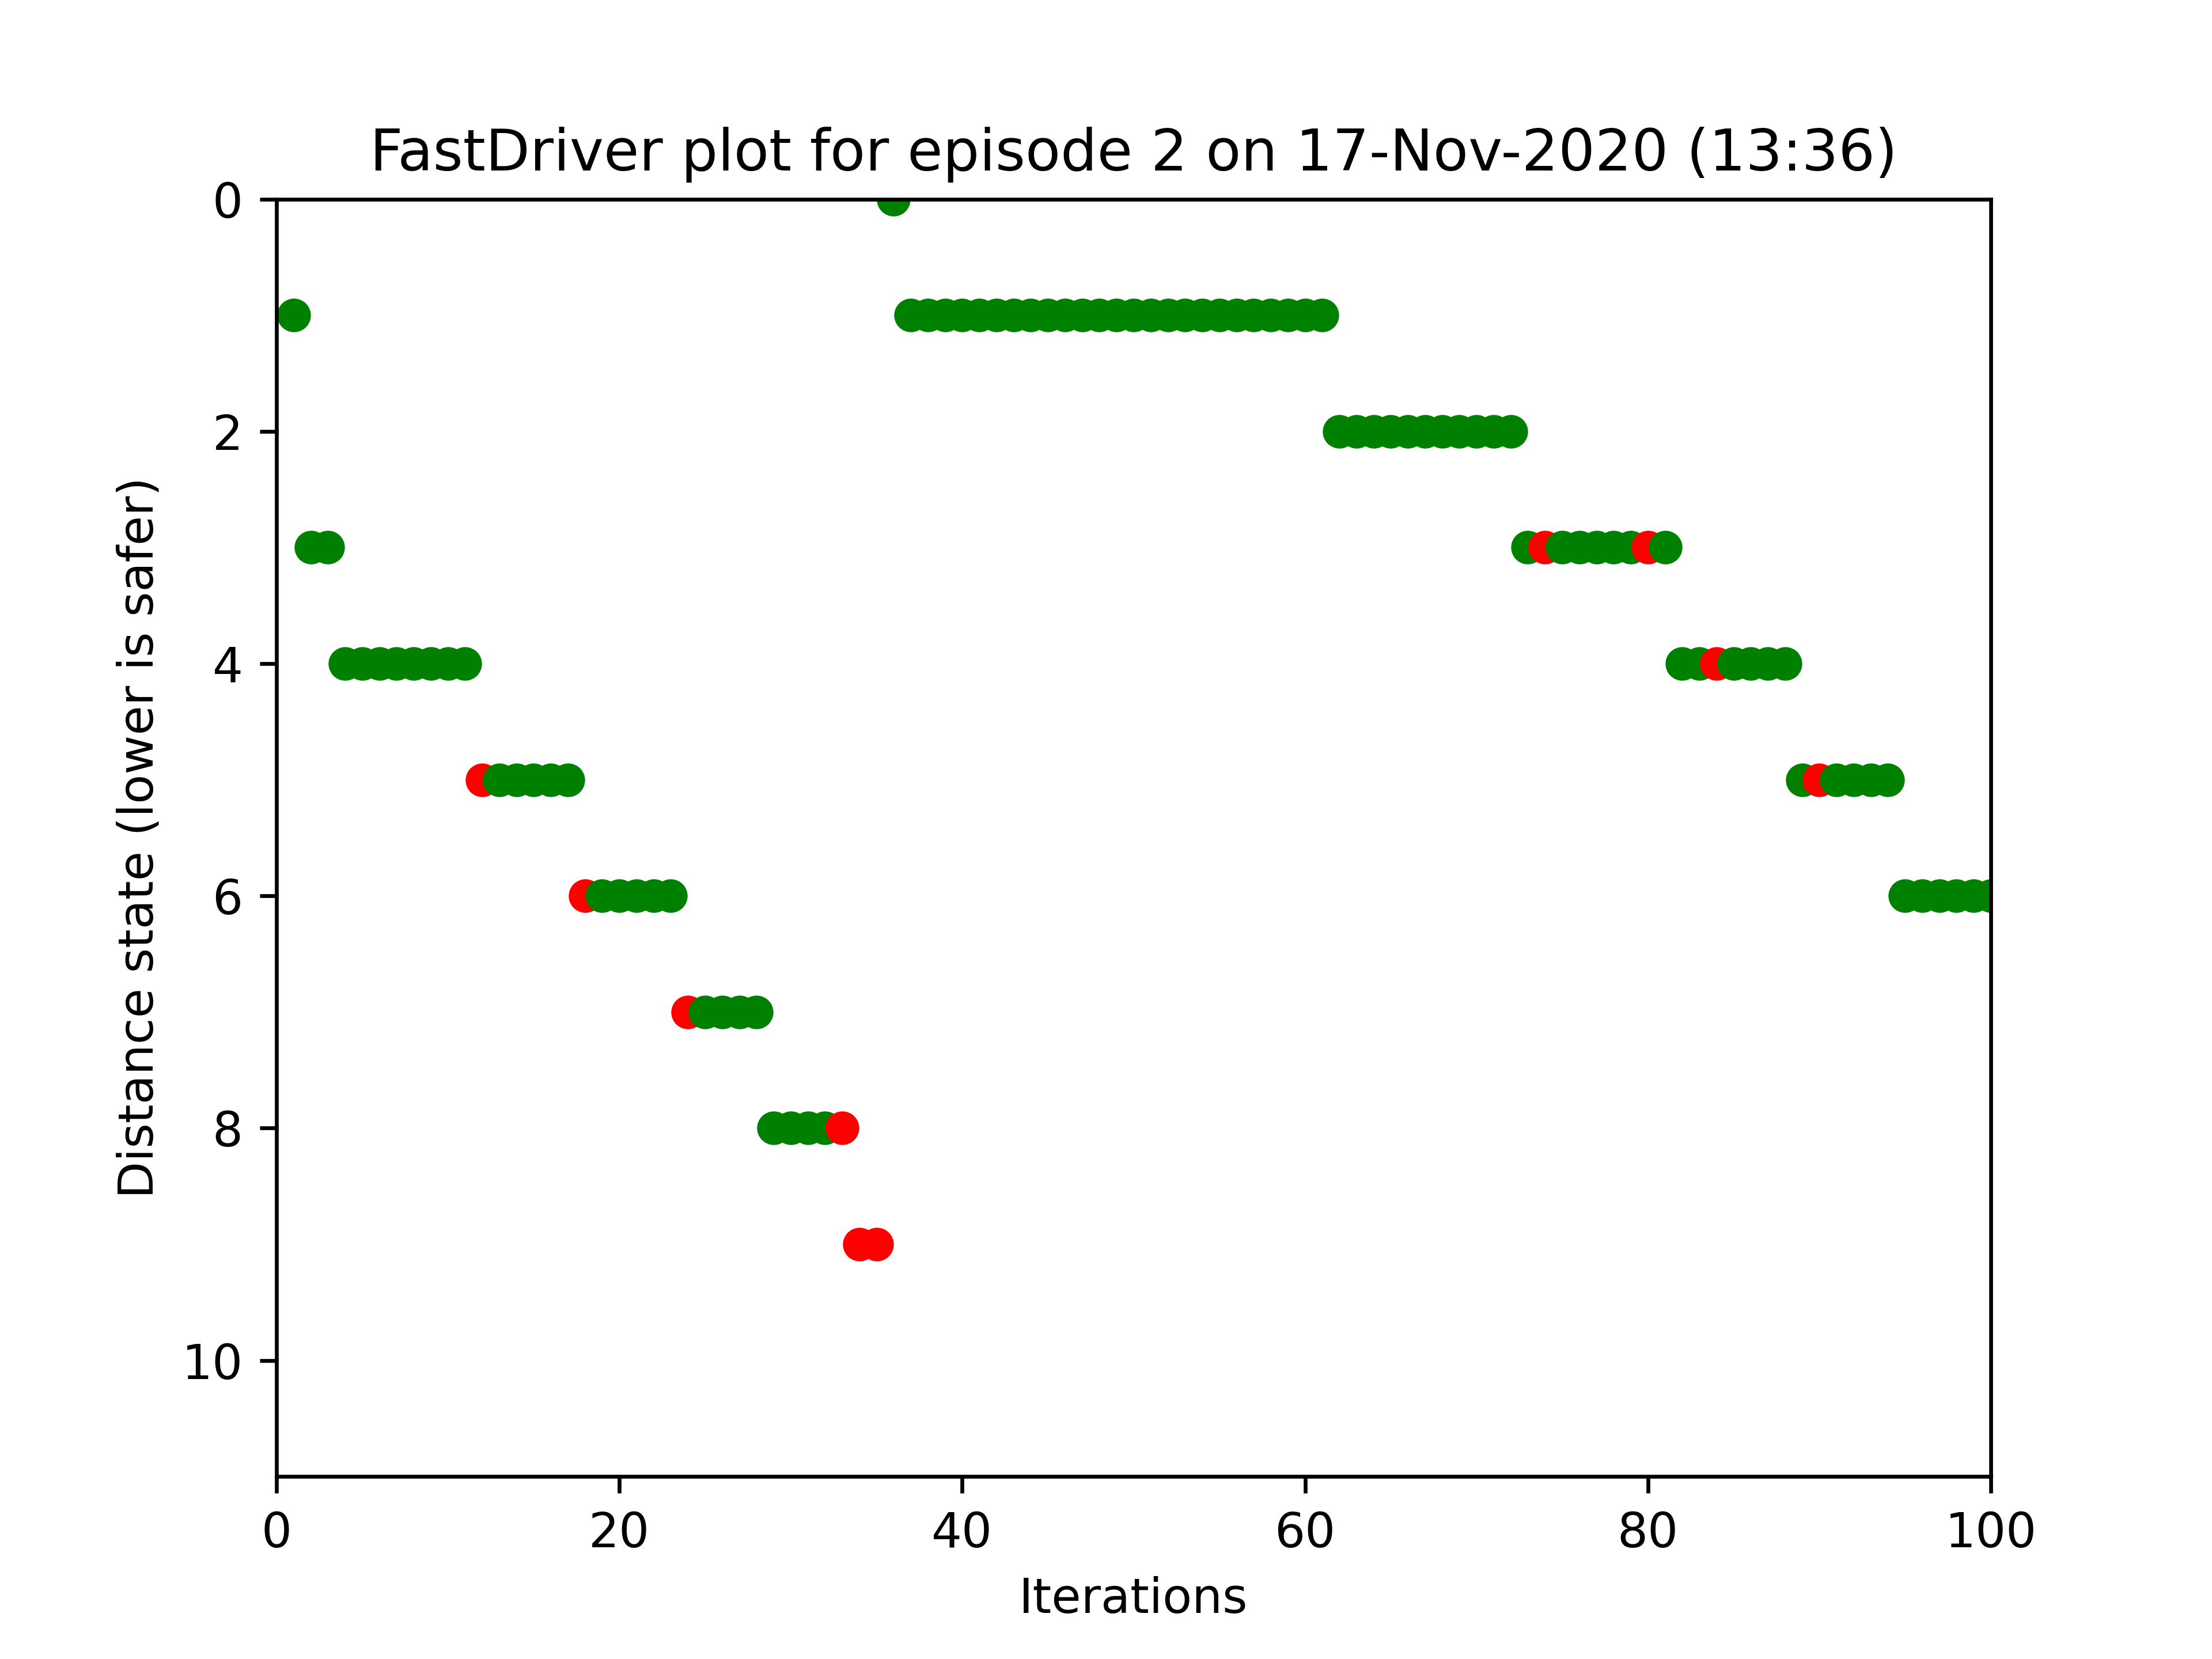 FastDriver plot for episode 2 on 17-Nov-2020 (13:36)
0
2
4
6
8
10
Distance state (lower is safer)
0 20 40 60 80 100
Iterations